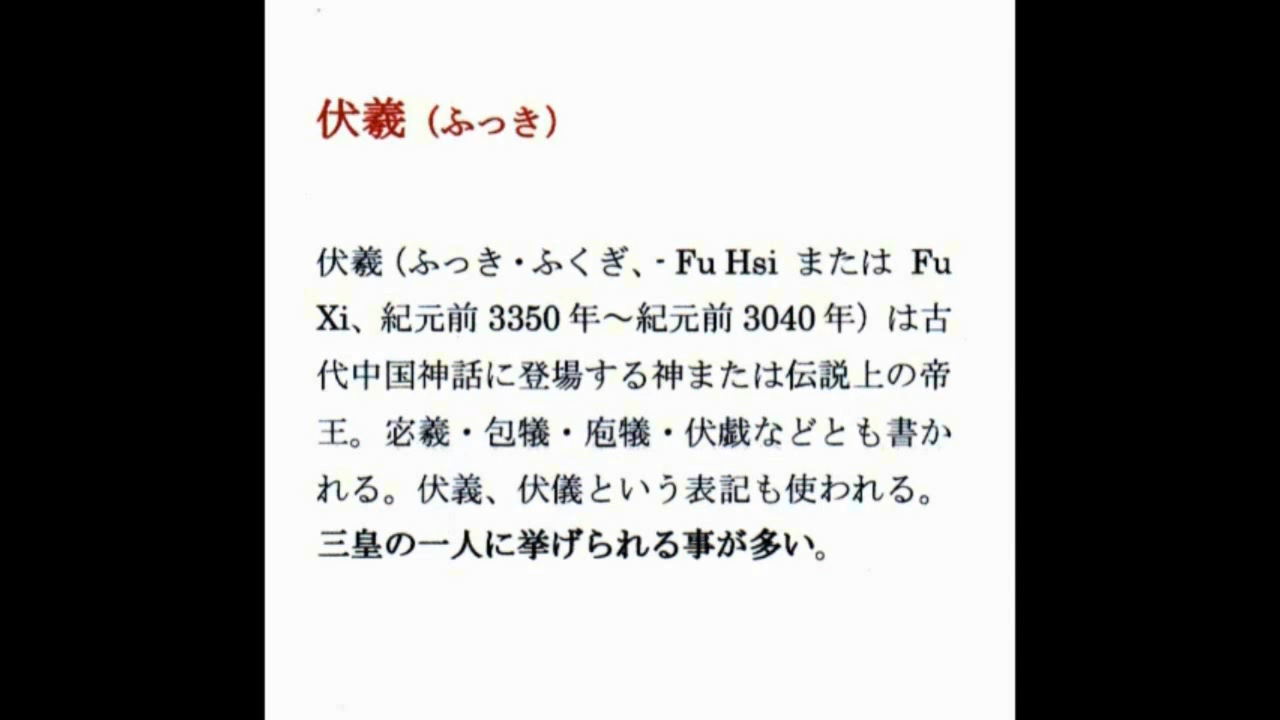 伏羲（ふっき）
伏羲（ふっき・ふくぎ、- Fu Hsi または Fu
Xi、紀元前 3350 年～紀元前 3040 年）は古
代中国神話に登場する神または伝説上の帝
王。宓羲・包犠・庖犠・伏戯などとも書か
れる。伏義、伏儀という表記も使われる。
三皇の一人に挙げられる事が多い。